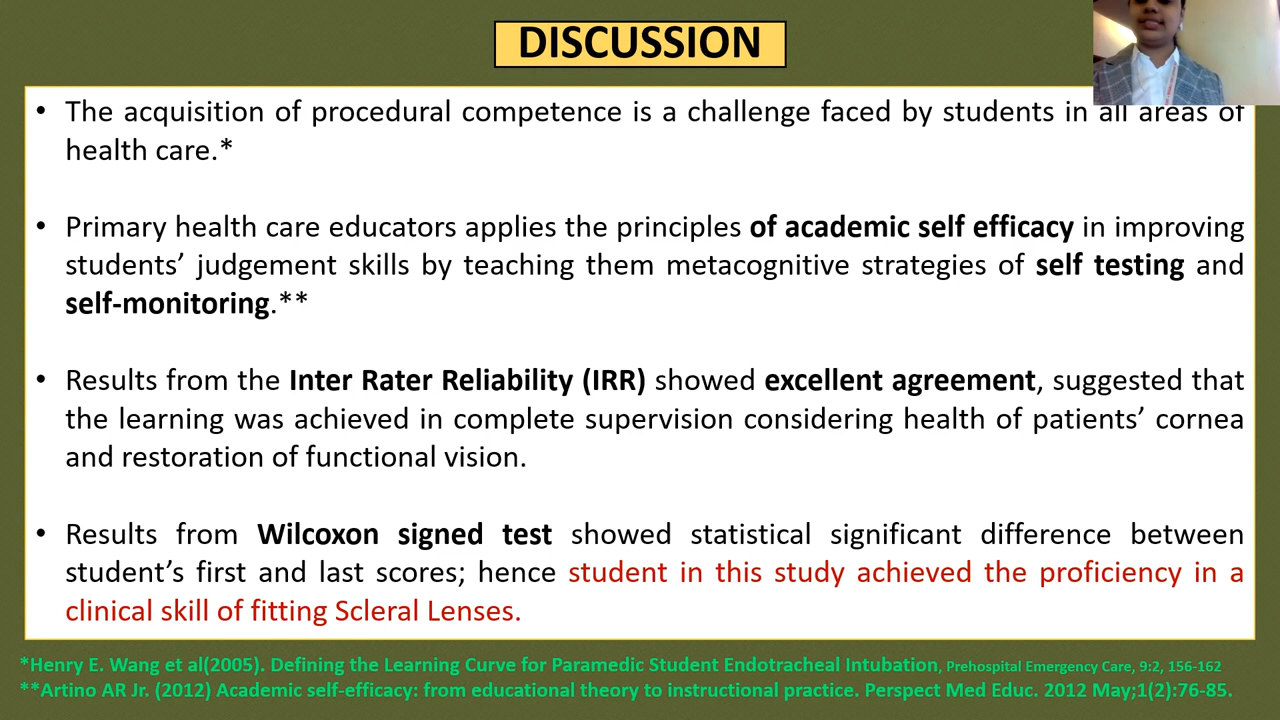 DISCUSSION
• The acquisition of procedural competence is a challenge faced by students in all areas of
health care.*
• Primary health care educators applies the principles of academic self efficacy in improving
students’ judgement skills by teaching them metacognitive strategies of self testing and
self-monitoring.**
• Results from the Inter Rater Reliability (IRR) showed excellent agreement, suggested that
the learning was achieved in complete supervision considering health of patients’ cornea
and restoration of functional vision.
• Results from Wilcoxon signed test showed statistical significant difference between
student’s first and last scores; hence student in this study achieved the proficiency in a
clinical skill of fitting Scleral Lenses.
*Henry E. Wang et al(2005). Defining the Learning Curve for Paramedic Student Endotracheal Intubation, Prehospital Emergency Care, 9:2, 156-162
**Artino AR Jr. (2012) Academic self-efficacy: from educational theory to instructional practice. Perspect Med Educ. 2012 May;1(2):76-85.